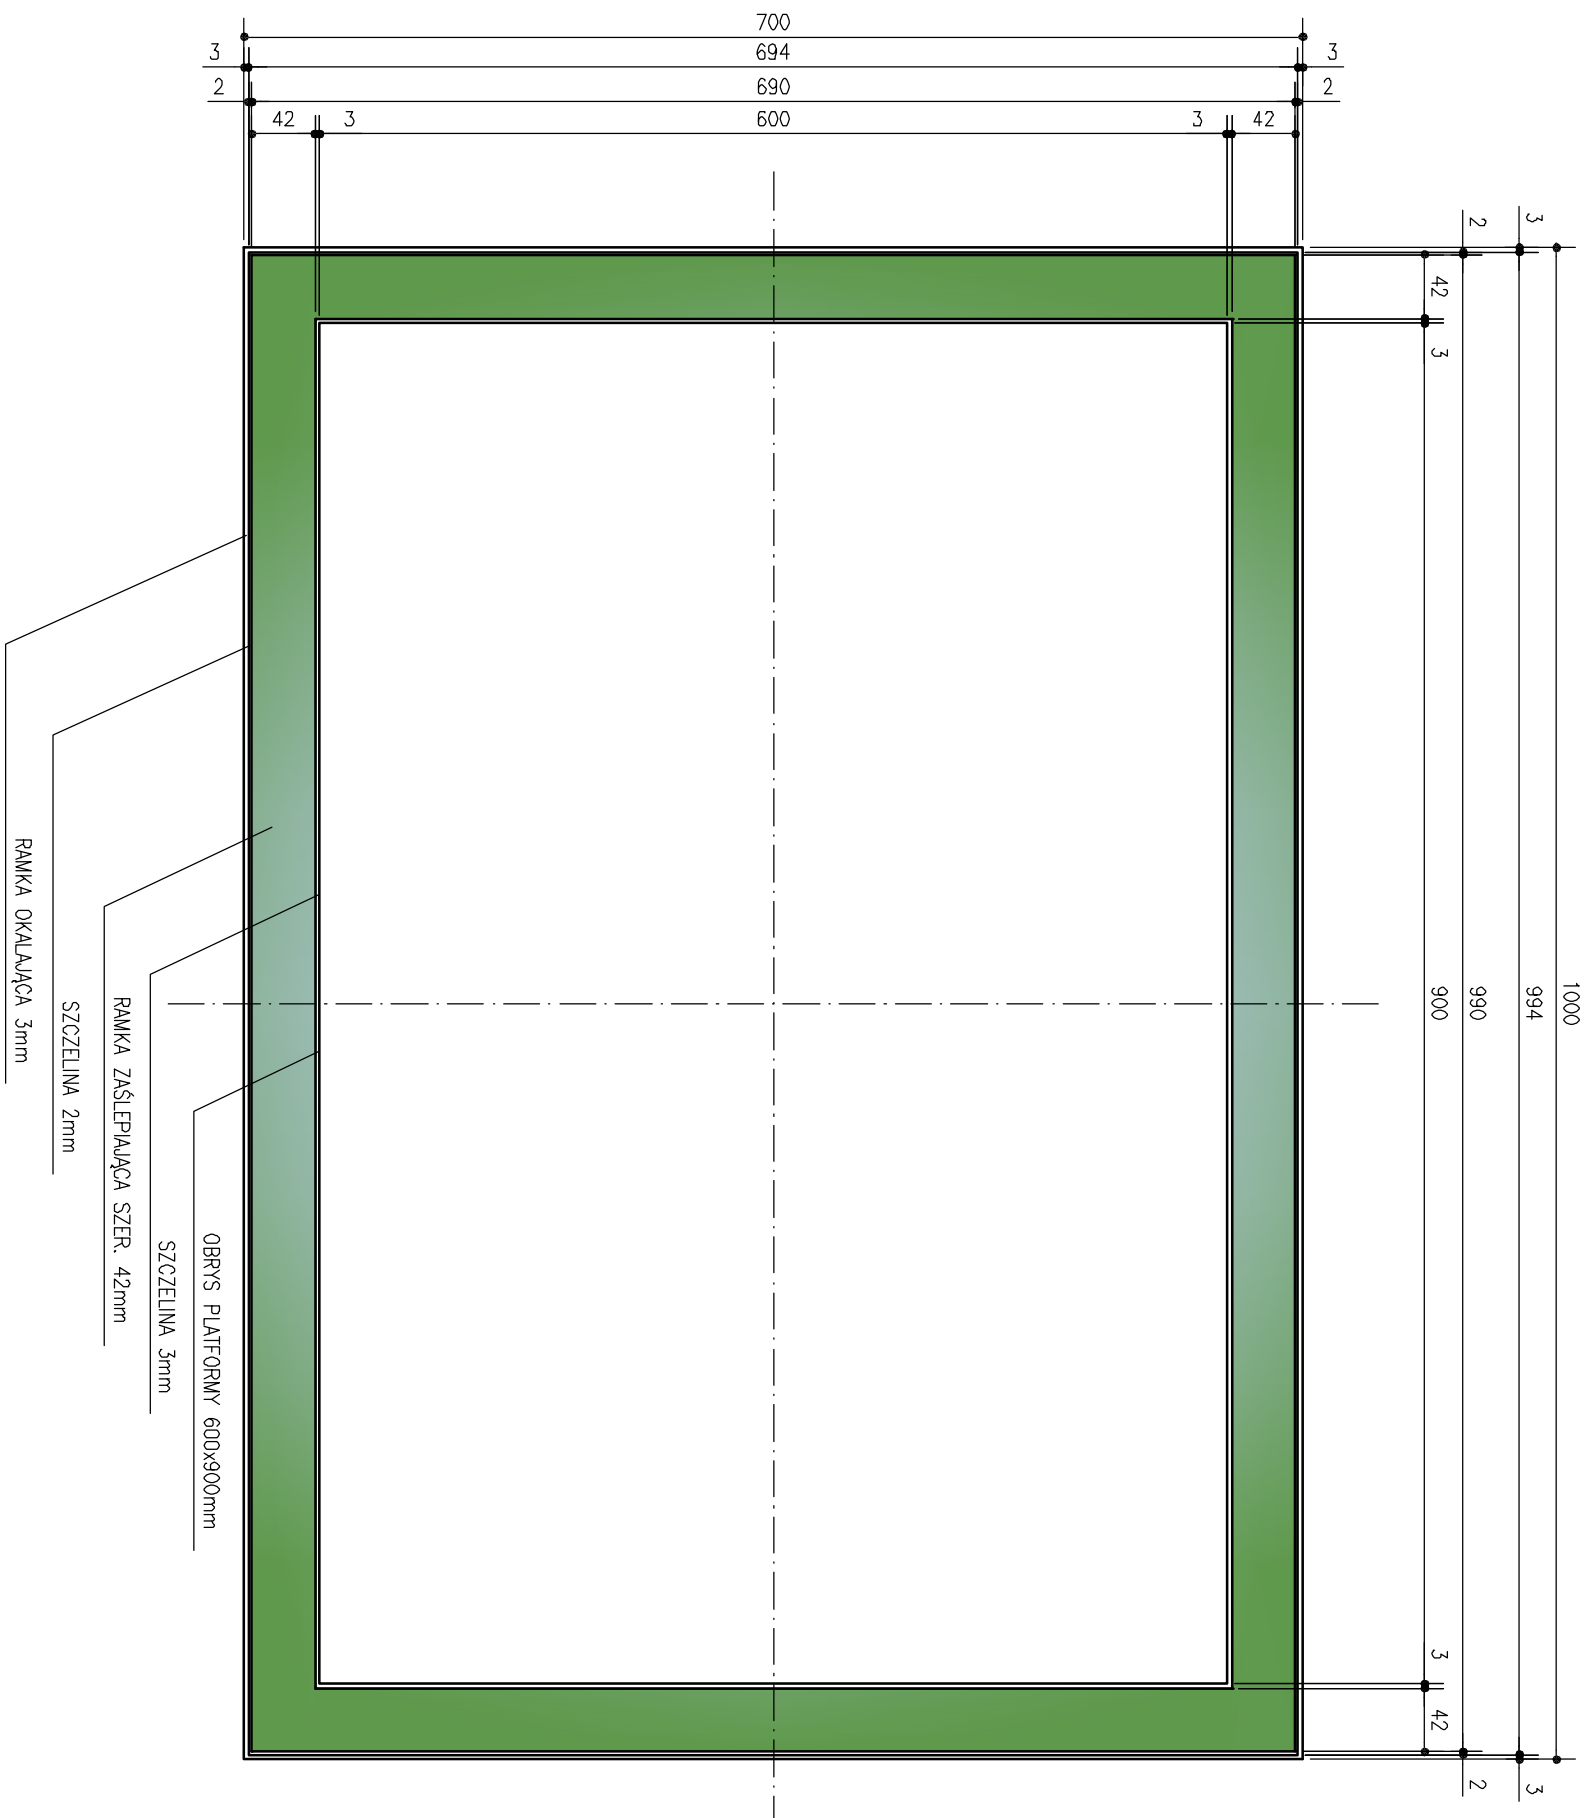 700
3 694 3
2 690 2
42 3 600 3 42
3 994 3
1000
2 990 2
42 3 900 3 42
RAMKA OKALAJĄCA 3mm
SZCZELINA 2mm
RAMKA ZAŚLEPIAJĄCA SZER. 42mm
SZCZELINA 3mm
OBRYS PLATFORMY 600x900mm